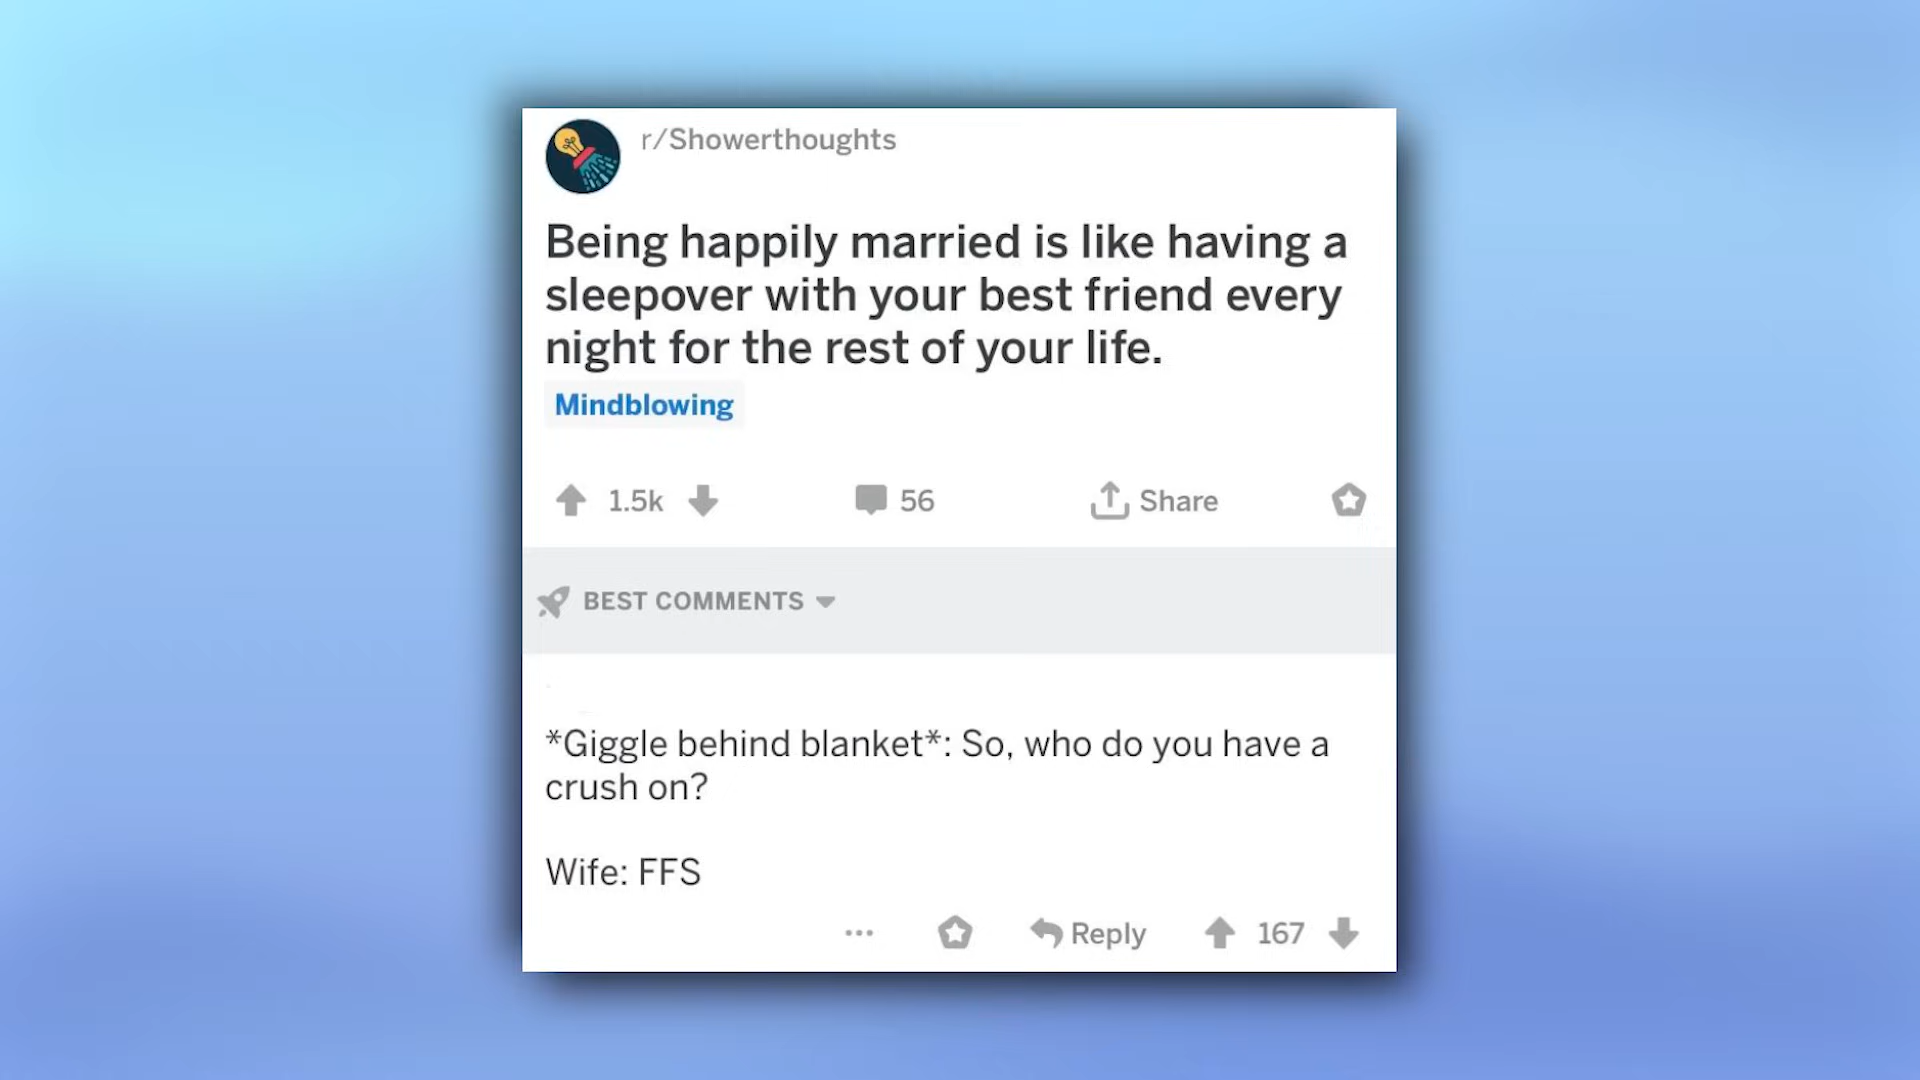 r/Showerthoughts
Being happily married is like having a
sleepover with your best friend every
night for the rest of your life.
Mindblowing
1.5k 56 Share
BEST COMMENTS
*Giggle behind blanket*: So, who do you have a
crush on?
Wife: FFS
... Reply 167